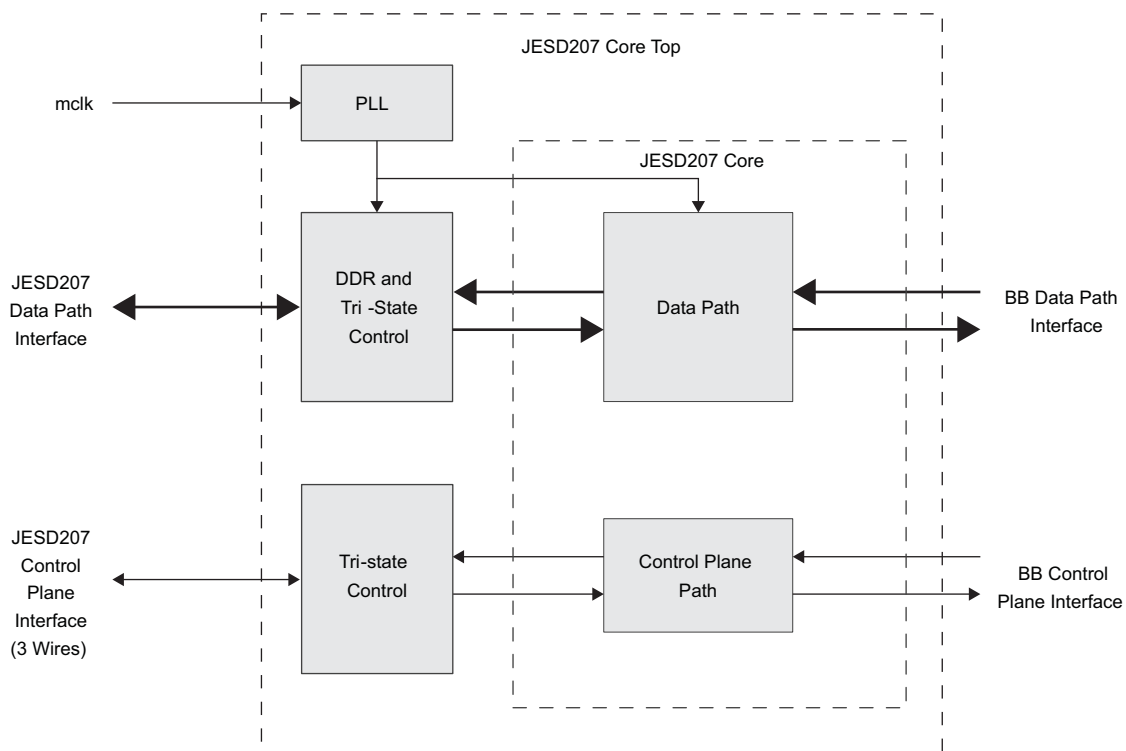 JESD207 Core Top
mclk
PLL
JESD207 Core
JESD207
Data Path
Interface
DDR and
Tri -State
Control
Data Path
BB Data Path
Interface
JESD207
Control
Plane
Interface
(3 Wires)
Tri-state
Control
Control Plane
Path
BB Control
Plane Interface